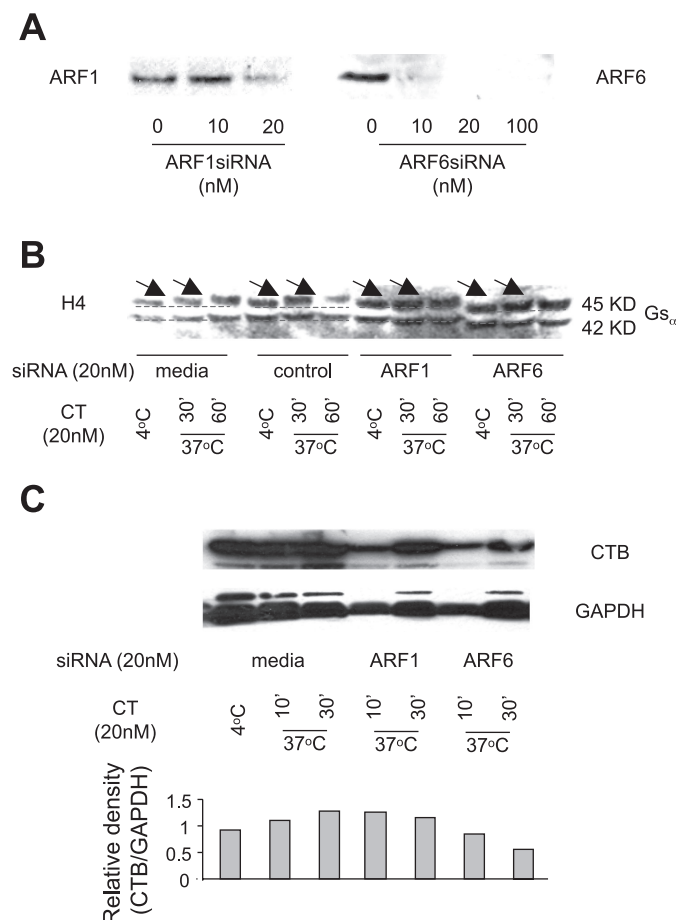 A
ARF1
ARF6
0 10 20
0 10 20 100
ARF1siRNA
(nM)
ARF6siRNA
(nM)
B
H4
45 KD
42 KD
Gsα
siRNA (20nM) media control ARF1 ARF6
CT
(20nM)
4°C 30' 60' 4°C 30' 60' 4°C 30' 60' 4°C 30' 60'
37°C 37°C 37°C 37°C
C
CTB
GAPDH
siRNA (20nM) media ARF1 ARF6
CT
(20nM)
4°C 10' 30' 10' 30' 10' 30'
37°C 37°C 37°C
Relative density
(CTB/GAPDH)
1.5
1
0.5
0